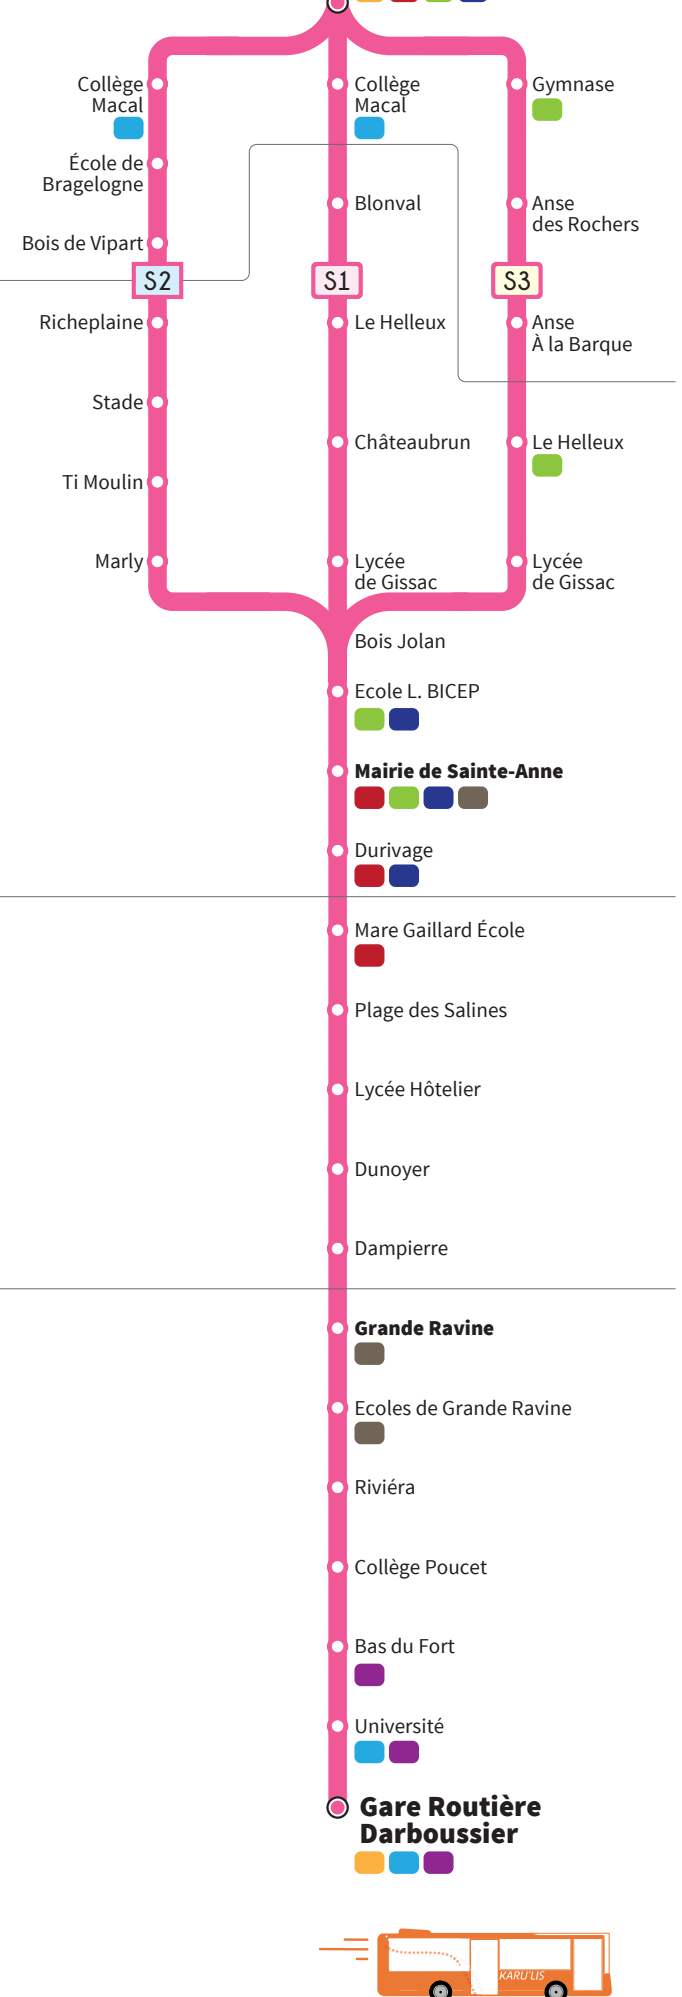 Collège
Macal
École de
Bragelogne
Bois de Vipart
S2
Richeplaine
Stade
Ti Moulin
Marly
Collège
Macal
Blonval
S1
Le Helleux
Châteaubrun
Lycée
de Gissac
Gymnase
Anse
des Rochers
S3
Anse
À la Barque
Le Helleux
Lycée
de Gissac
Bois Jolan
Ecole L. BICEP
Mairie de Sainte-Anne
Durivage
Mare Gaillard École
Plage des Salines
Lycée Hôtelier
Dunoyer
Dampierre
Grande Ravine
Ecoles de Grande Ravine
Riviéra
Collège Poucet
Bas du Fort
Université
Gare Routière
Darboussier
KARU'LIS